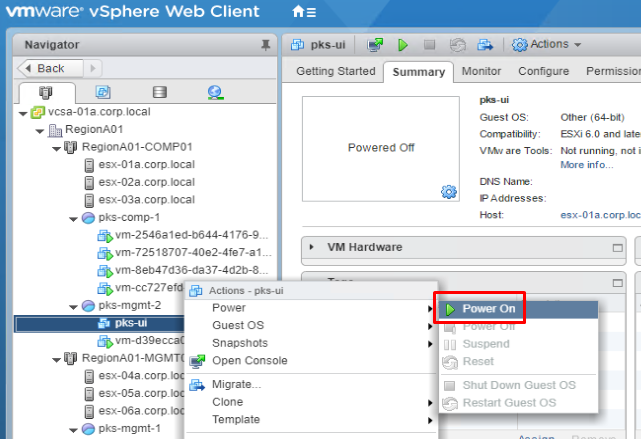 vmware® vSphere Web Client
Navigator
Back
vcsa-01a.corp.local
RegionA01
RegionA01-COMP01
esx-01a.corp.local
esx-02a.corp.local
esx-03a.corp.local
pks-comp-1
vm-2546a1ed-b644-4176-9...
vm-72518707-40e2-4fe7-a1...
vm-8eb47d36-da37-4d2b-8...
vm-cc727efd
pks-mgmt-2
pks-ui
vm-d39ecca0
RegionA01-MGMT0
esx-04a.corp.loc
esx-05a.corp.loc
esx-06a.corp.loc
pks-mgmt-1
pks-ui
Actions
Getting Started
Summary
Monitor
Configure
Permission
Powered Off
pks-ui
Guest OS: Other (64-bit)
Compatibility: ESXi 6.0 and late
VMware Tools: Not running, not i
More info...
DNS Name:
IP Addresses:
Host: esx-01a.corp.loc
VM Hardware
Tags
Actions - pks-ui
Power
Guest OS
Snapshots
Open Console
Migrate...
Clone
Template
Power On
Power Off
Suspend
Reset
Shut Down Guest OS
Restart Guest OS
Assign... Remove...